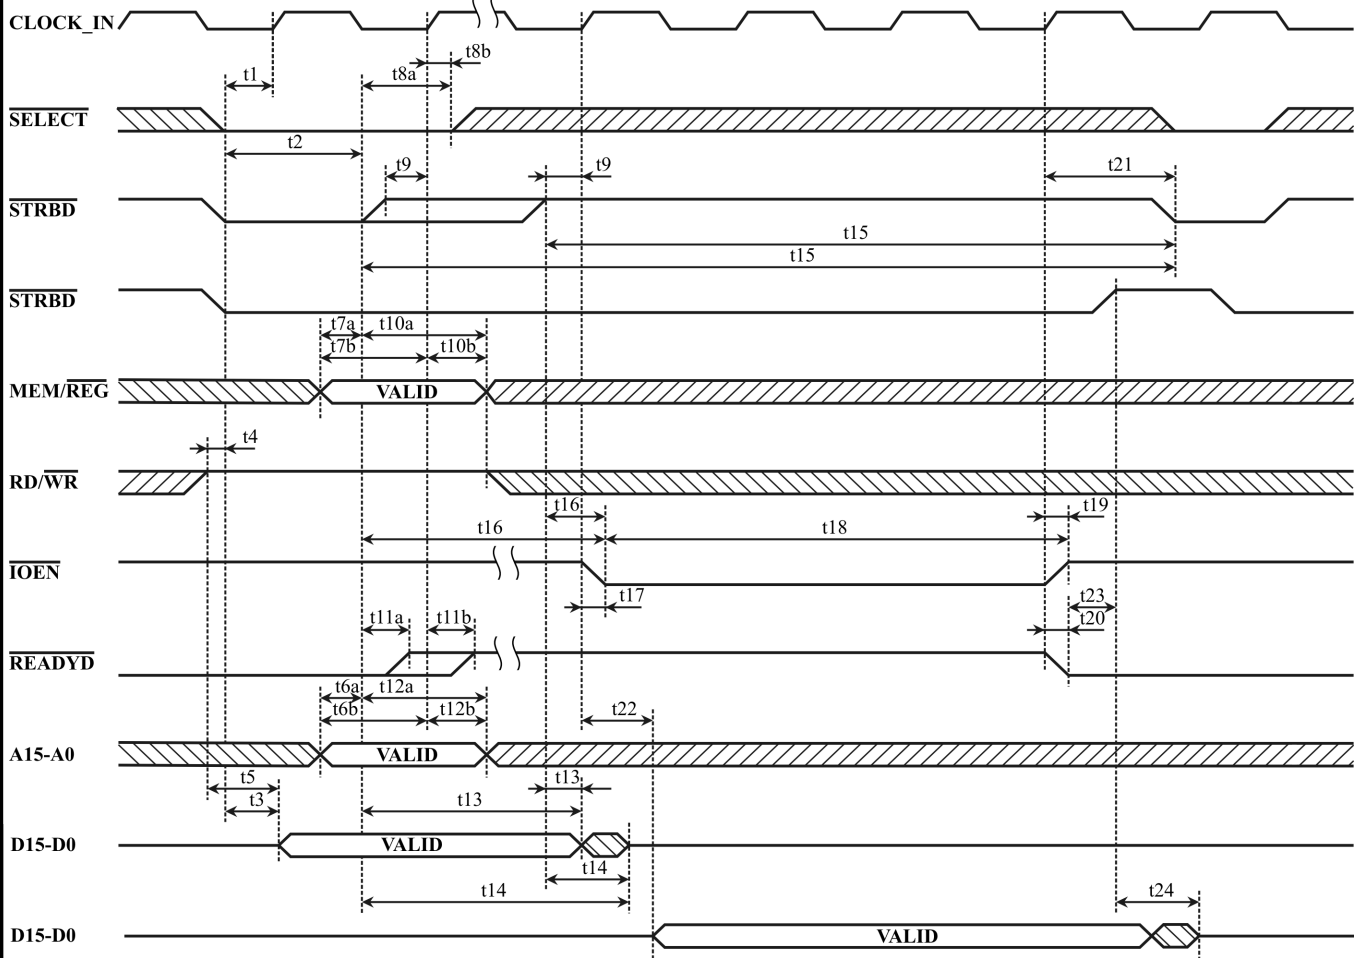 CLOCK_IN
t8b
t1
t8a
SELECT
t2
t9
t9
t21
STRBD
t15
t15
STRBD
t7a
t10a
t7b
t10b
MEM/REG
VALID
t4
RD/WR
t16
t19
t16
t18
IOEN
t17
t23
t11a
t11b
t20
READYD
t6a
t12a
t6b
t12b
t22
A15-A0
VALID
t5
t13
t3
t13
D15-D0
VALID
t14
t14
t24
D15-D0
VALID